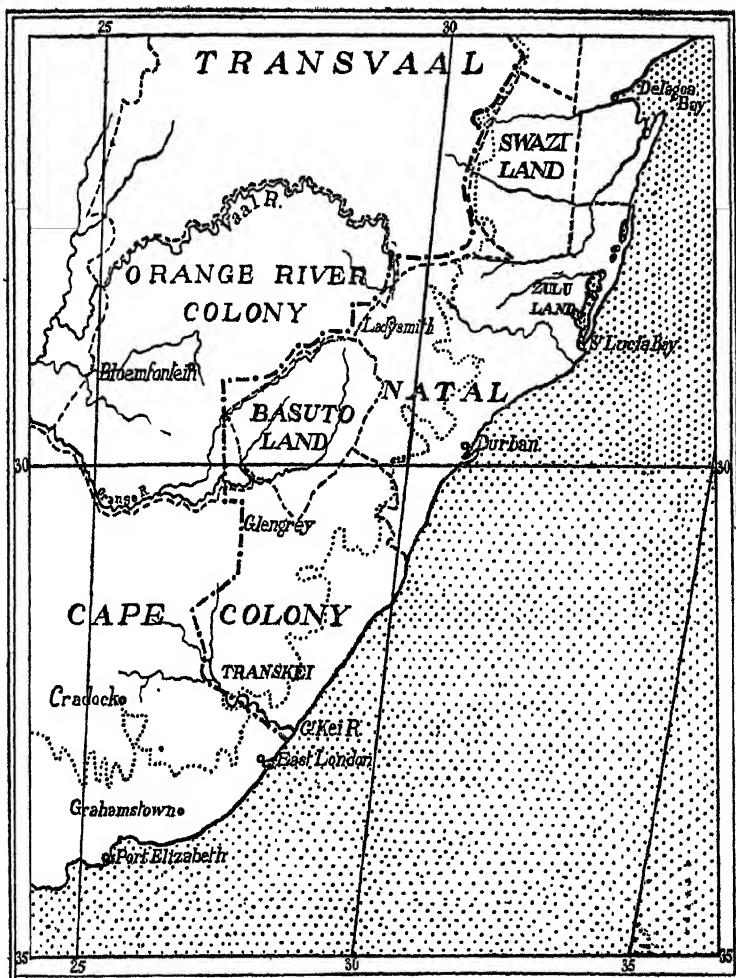 25
30
TRANSVAAL
Delagoa
Bay
SWAZI
LAND
Vaal R.
ORANGE RIVER
COLONY
ZULU
LAND
Ladysmith
St Lucia Bay
Bloemfontein
NATAL
BASUTO
LAND
Durban
30
30
Orange R.
Glengrey
CAPE COLONY
TRANSKEI
Cradock
Gt Kei R.
East London
Grahamstown
Port Elizabeth
35
25
30
35
35